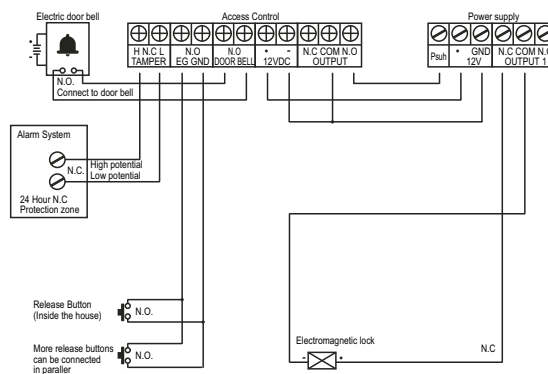 Electric door bell
N.O.
Connect to door bell
Access Control
H N.C L
TAMPER
N.O
EG GND
N.O
DOOR BELL
+ -
12VDC
N.C COM N.O
OUTPUT
Power supply
Psuh
+ GND
12V
N.C COM N.O
OUTPUT 1
Alarm System
N.C.
High potential
Low potential
24 Hour N.C
Protection zone
Release Button
(Inside the house)
N.O.
More release buttons
can be connected
in paraller
N.O.
Electromagnetic lock
- +
N.C